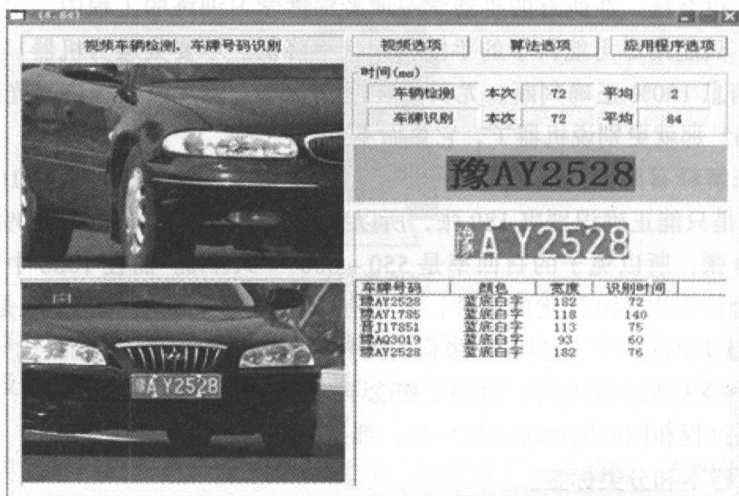 (4.84)
视频车辆检测，车牌号码识别
视频选项 算法选项 应用程序选项
时间(ms)
车辆检测 本次 72 平均 2
车牌识别 本次 72 平均 84
豫AY2528
豫A Y2528
车牌号码 颜色 宽度 识别时间
豫AY2528 蓝底白字 182 72
豫AY1785 蓝底白字 118 140
晋J17851 蓝底白字 113 75
豫AQ3019 蓝底白字 93 60
豫AY2528 蓝底白字 182 76
豫A Y2528